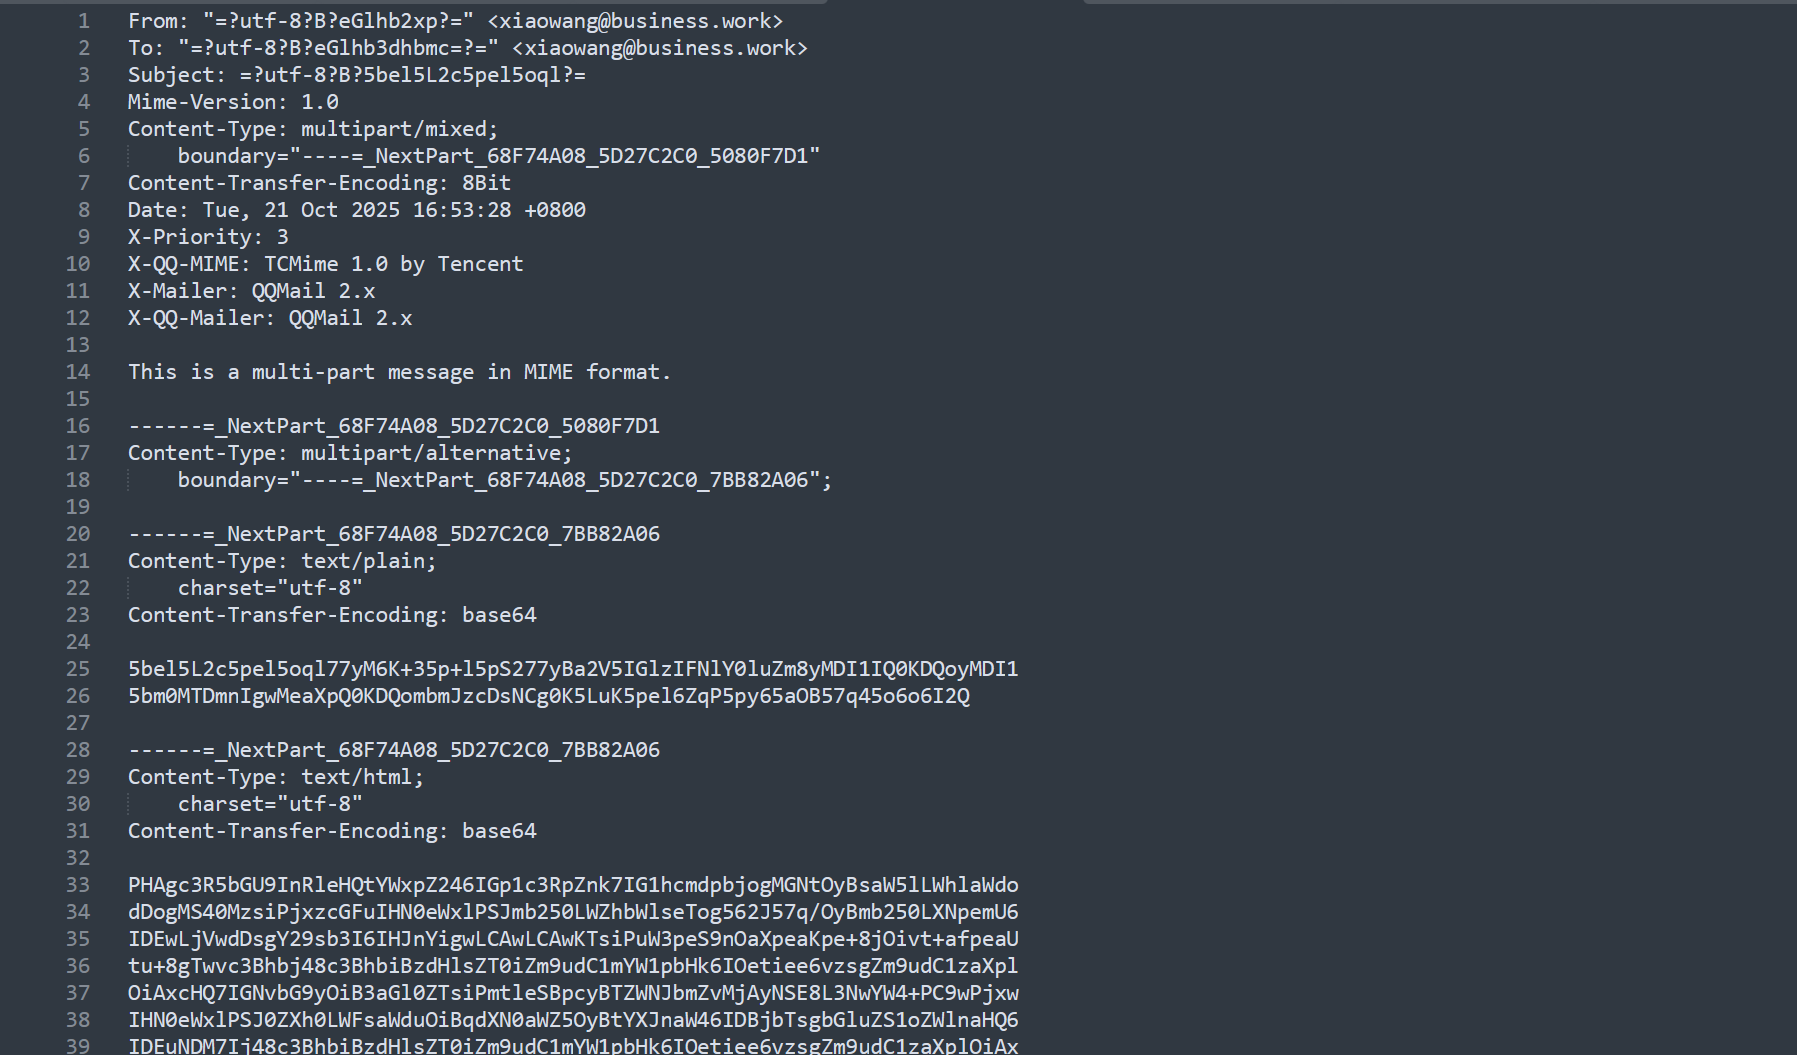 1 From: "=?utf-8?B?eGlhb2xp?=" <xiaowang@business.work>
2 To: "=?utf-8?B?eGlhb3dhbmc=?=" <xiaowang@business.work>
3 Subject: =?utf-8?B?5bel5L2c5pel5oql?=
4 Mime-Version: 1.0
5 Content-Type: multipart/mixed;
6 boundary="----=_NextPart_68F74A08_5D27C2C0_5080F7D1"
7 Content-Transfer-Encoding: 8Bit
8 Date: Tue, 21 Oct 2025 16:53:28 +0800
9 X-Priority: 3
10 X-QQ-MIME: TCMime 1.0 by Tencent
11 X-Mailer: QQMail 2.x
12 X-QQ-Mailer: QQMail 2.x
13
14 This is a multi-part message in MIME format.
15
16 ------=_NextPart_68F74A08_5D27C2C0_5080F7D1
17 Content-Type: multipart/alternative;
18 boundary="----=_NextPart_68F74A08_5D27C2C0_7BB82A06";
19
20 ------=_NextPart_68F74A08_5D27C2C0_7BB82A06
21 Content-Type: text/plain;
22 charset="utf-8"
23 Content-Transfer-Encoding: base64
24
25 5bel5L2c5pel5oql77yM6K+35p+l5pS277yBa2V5IGlzIFNlY0luZm8yMDI1IQ0KDQoyMDI1
26 5bm0MTDmnIgwMeaXpQ0KDQombmJzcDsNCg0K5LuK5pel6ZqP5py65aOB57q45o6o6I2Q
27
28 ------=_NextPart_68F74A08_5D27C2C0_7BB82A06
29 Content-Type: text/html;
30 charset="utf-8"
31 Content-Transfer-Encoding: base64
32
33 PHAgc3R5bGU9InRleHQtYWxpZ246IGp1c3RpZnk7IG1hcmdpbjogMGNtOyBsaW5lLWhlaWdo
34 dDogMS40MzsiPjxzcGFuIHN0eWxlPSJmb250LWZhbWlseTog562J57q/OyBmb250LXNpemU6
35 IDEwLjVwdDsgY29sb3I6IHJnYigwLCAwLCAwKTsiPuW3peS9nOaXpeaKpe+8jOivt+afpeaU
36 tu+8gTwvc3Bhbj48c3BhbiBzdHlsZT0iZm9udC1mYW1pbHk6IOetiee6vzsgZm9udC1zaXpl
37 OiAxcHQ7IGNvbG9yOiB3aGl0ZTsiPmtleSBpcyBTZWNJbmZvMjAyNSE8L3NwYW4+PC9wPjxw
38 IHN0eWxlPSJ0ZXh0LWFsaWduOiBqdXN0aWZ5OyBtYXJnaW46IDBjbTsgbGluZS1oZWlnaHQ6
39 IDEuNDM7Ij48c3BhbiBzdHlsZT0iZm9udC1mYW1pbHk6IOetiee6vzsgZm9udC1zaXplOiAx